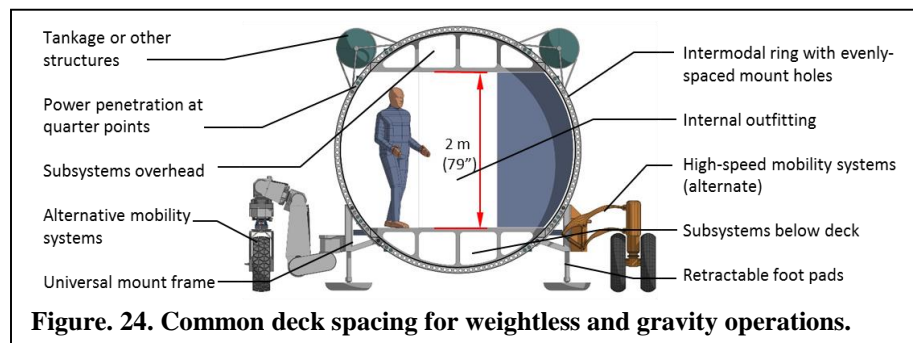 Tankage or other
structures
Power penetration at
quarter points
Subsystems overhead
Alternative mobility
systems
Universal mount frame
2 m
(79”)
Intermodal ring with evenly-
spaced mount holes
Internal outfitting
High-speed mobility systems
(alternate)
Subsystems below deck
Retractable foot pads
Figure. 24. Common deck spacing for weightless and gravity operations.